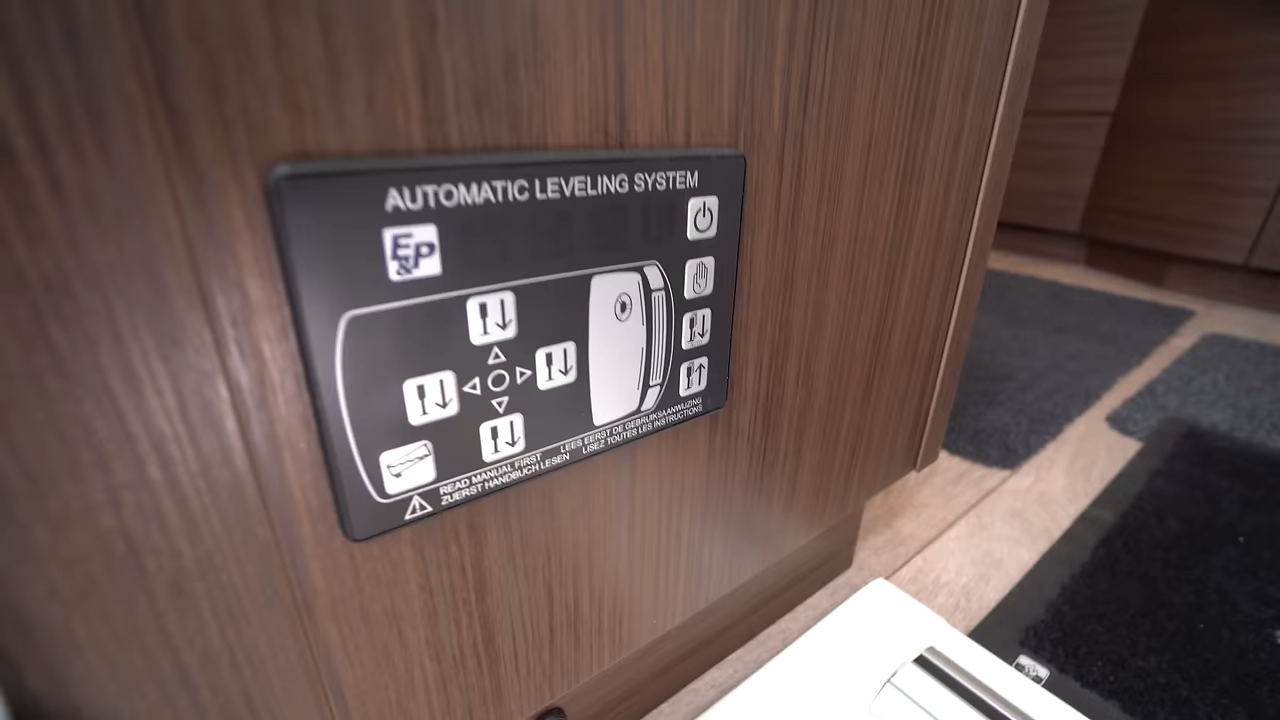 AUTOMATIC LEVELING SYSTEM
E&P
READ MANUAL FIRST
ZUERST HANDBUCH LESEN
LEES EERST DE GEBRUIKSAANWIJZING
LISEZ TOUTES LES INSTRUCTIONS